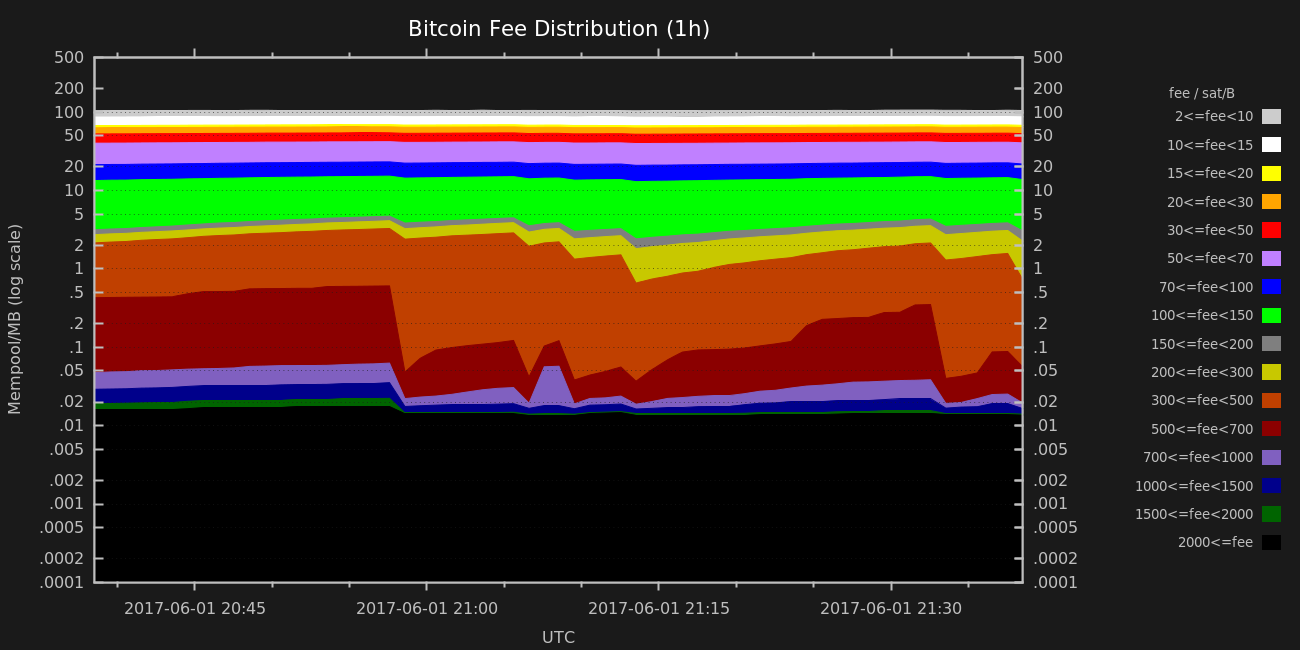 Bitcoin Fee Distribution (1h)
Mempool/MB (log scale)
500
200
100
50
20
10
5
2
1
.5
.2
.1
.05
.02
.01
.005
.002
.001
.0005
.0002
.0001
500
200
100
50
20
10
5
2
1
.5
.2
.1
.05
.02
.01
.005
.002
.001
.0005
.0002
.0001
2017-06-01 20:45
2017-06-01 21:00
2017-06-01 21:15
2017-06-01 21:30
UTC
fee / sat/B
2<=fee<10
10<=fee<15
15<=fee<20
20<=fee<30
30<=fee<50
50<=fee<70
70<=fee<100
100<=fee<150
150<=fee<200
200<=fee<300
300<=fee<500
500<=fee<700
700<=fee<1000
1000<=fee<1500
1500<=fee<2000
2000<=fee